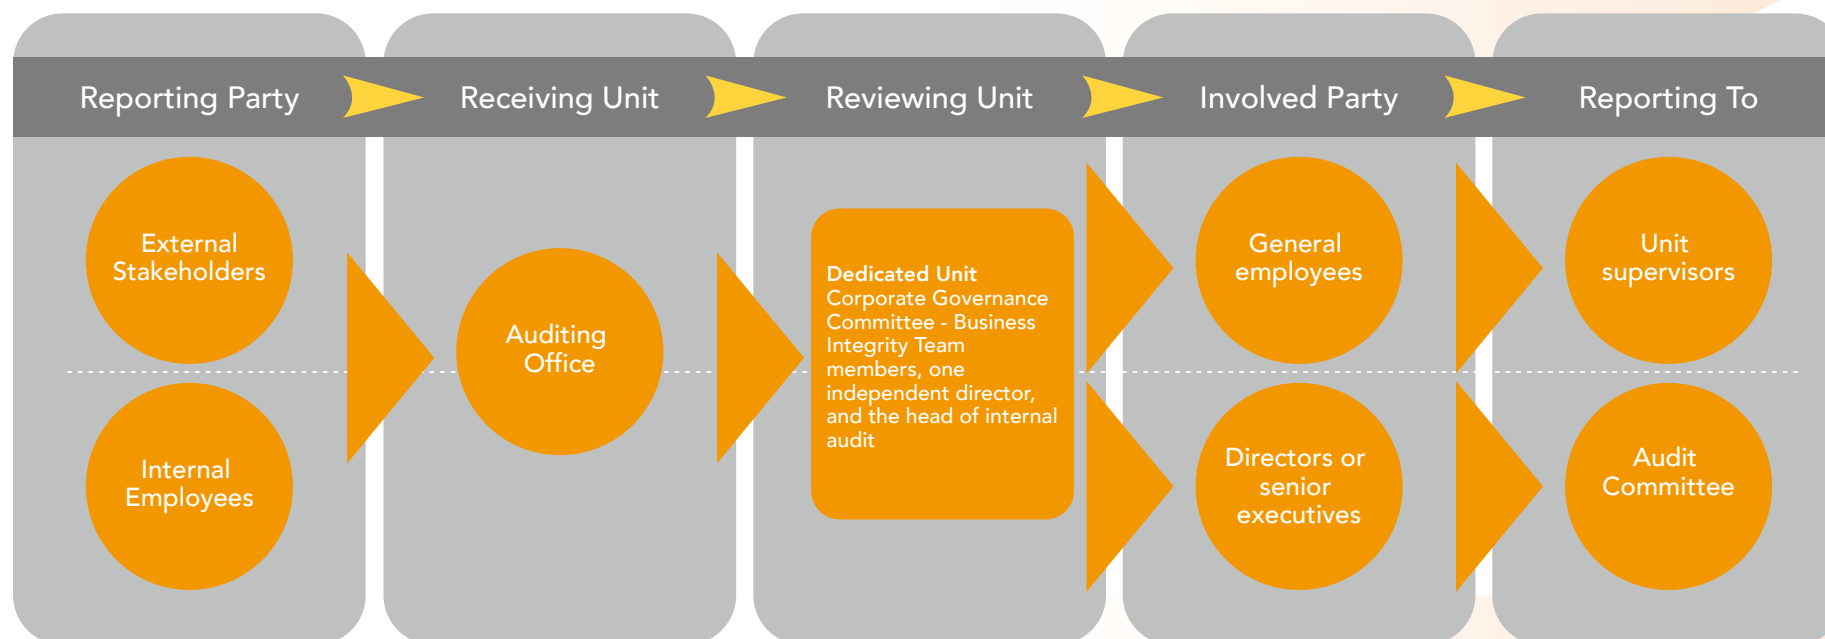 Reporting Party
Receiving Unit
Reviewing Unit
Involved Party
Reporting To
External
Stakeholders
Internal
Employees
Auditing
Office
Dedicated Unit
Corporate Governance
Committee - Business
Integrity Team
members, one
independent director,
and the head of internal
audit
General
employees
Directors or
senior
executives
Unit
supervisors
Audit
Committee